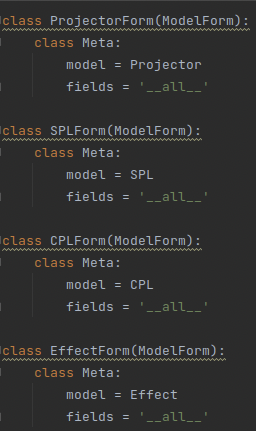 class ProjectorForm(ModelForm):
    class Meta:
        model = Projector
        fields = '__all__'

class SPLForm(ModelForm):
    class Meta:
        model = SPL
        fields = '__all__'

class CPLForm(ModelForm):
    class Meta:
        model = CPL
        fields = '__all__'

class EffectForm(ModelForm):
    class Meta:
        model = Effect
        fields = '__all__'